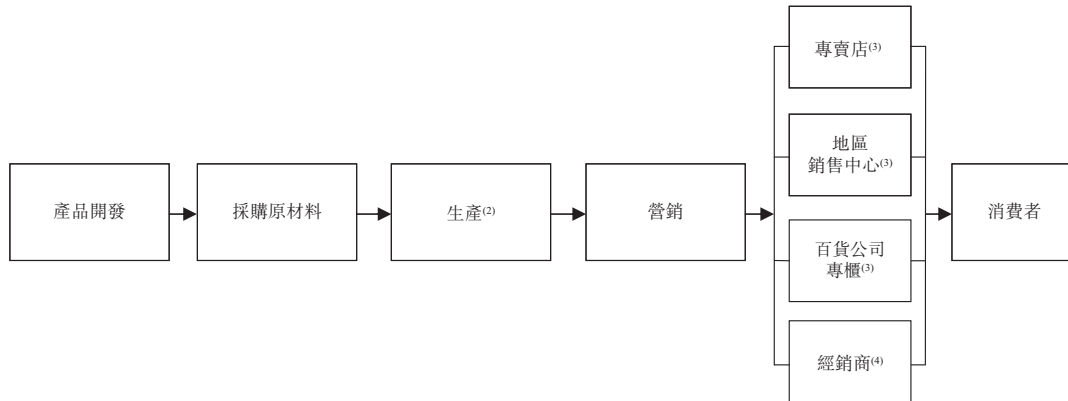 產品開發
採購原材料
生產(2)
營銷
專賣店(3)
地區
銷售中心(3)
百貨公司
專櫃(3)
經銷商(4)
消費者